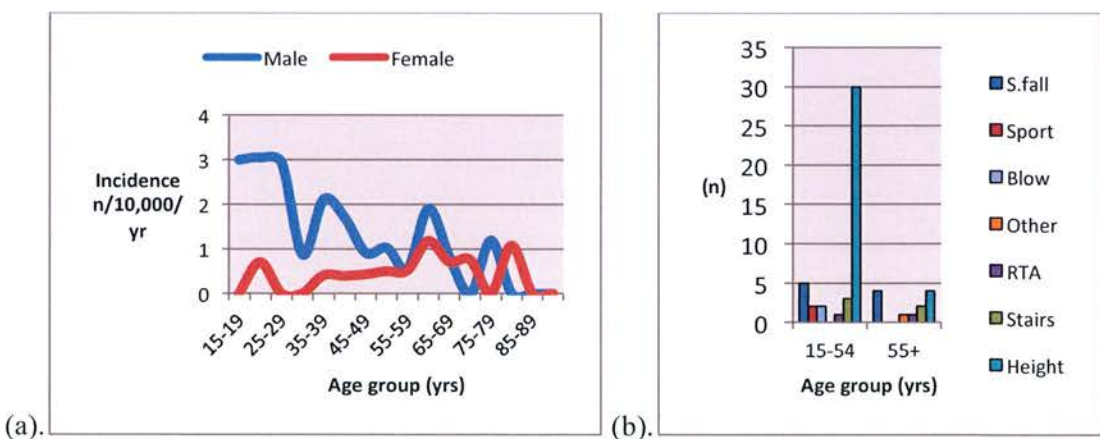 Male Female
4
3
2
1
0
Incidence
n/10,000/
yr
15-19
25-29
35-39
45-49
55-59
65-69
75-79
85-89
Age group (yrs)
(a).
35
30
25
20
15
10
5
0
(n)
15-54 55+
Age group (yrs)
S.fall
Sport
Blow
Other
RTA
Stairs
Height
(b).